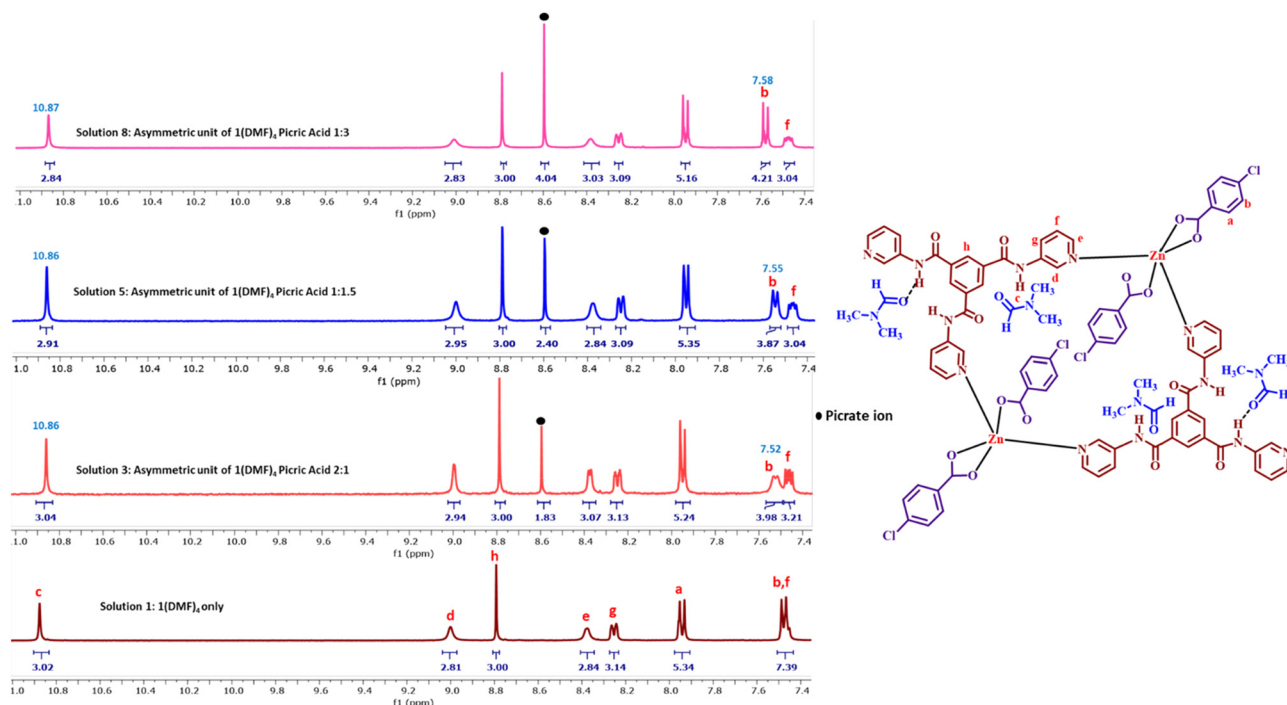 10.87
Solution 8: Asymmetric unit of 1(DMF)4 Picric Acid 1:3
7.58
b
f
2.84
2.83
3.00
4.04
3.03
3.09
5.16
4.21
3.04
1.0 10.8 10.6 10.4 10.2 10.0 9.8 9.6 9.4 9.2 9.0 8.8 8.6 8.4 8.2 8.0 7.8 7.6 7.4
f1 (ppm)
10.86
Solution 5: Asymmetric unit of 1(DMF)4 Picric Acid 1:1.5
7.55
b
f
2.91
2.95
3.00
2.40
2.84
3.09
5.35
3.87
3.04
1.0 10.8 10.6 10.4 10.2 10.0 9.8 9.6 9.4 9.2 9.0 8.8 8.6 8.4 8.2 8.0 7.8 7.6 7.4
f1 (ppm)
10.86
Solution 3: Asymmetric unit of 1(DMF)4 Picric Acid 2:1
7.52
b
f
3.04
2.94
3.00
1.83
3.07
3.13
5.24
3.98
3.21
1.0 10.8 10.6 10.4 10.2 10.0 9.8 9.6 9.4 9.2 9.0 8.8 8.6 8.4 8.2 8.0 7.8 7.6 7.4
f1 (ppm)
c
Solution 1: 1(DMF)4 only
d
h
e
g
a
b,f
3.02
2.81
3.00
2.84
3.14
5.34
7.39
1.0 10.8 10.6 10.4 10.2 10.0 9.8 9.6 9.4 9.2 9.0 8.8 8.6 8.4 8.2 8.0 7.8 7.6 7.4
f1 (ppm)
Picrate ion
Cl
b
a
O
O
Zn
f
g
e
N
d
h
O
O
N
N
H
N
H
c
H
O
N
H3C
CH3
O
H
N
CH3
CH3
O
HN
O
O
Cl
N
N
O
N
H
H3C
N
CH3
H
O
H3C
N
CH3
H
O
H
N
O
N
H
O
N
Cl
O
O
Zn
O
O
N
Cl